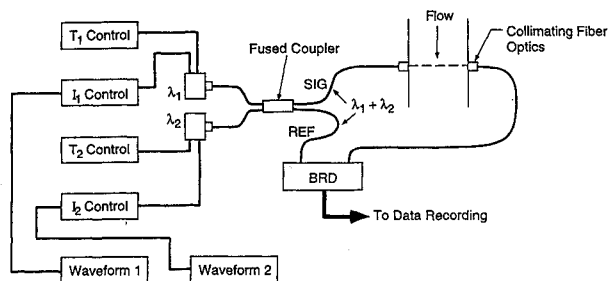 Flow
T₁ Control
Collimating Fiber
Optics
Fused Coupler
I₁ Control
λ₁
SIG
λ₁ + λ₂
λ₂
REF
T₂ Control
BRD
I₂ Control
To Data Recording
Waveform 1
Waveform 2